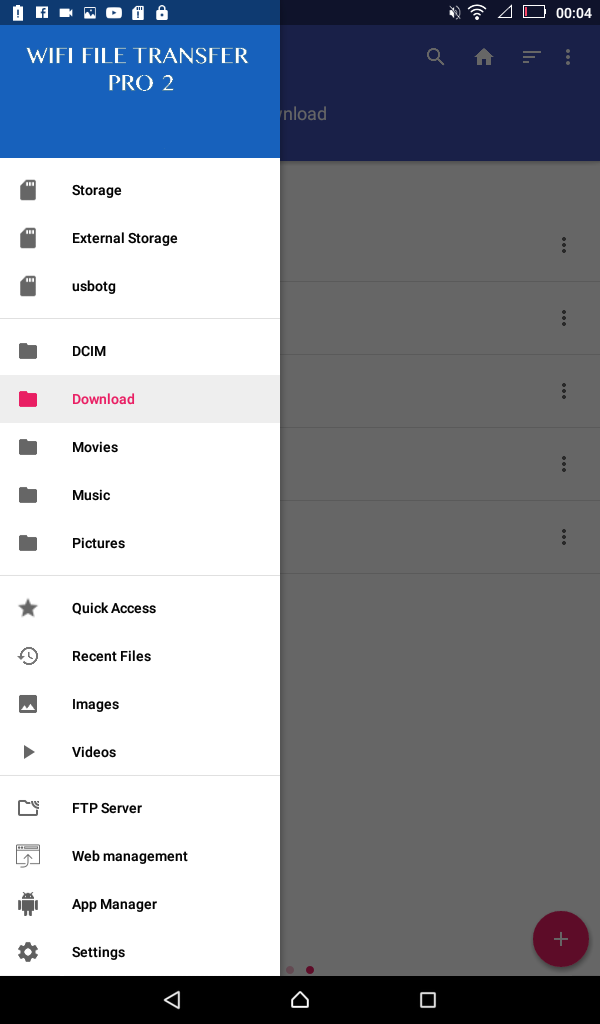 00:04
WIFI FILE TRANSFER
PRO 2
Storage
External Storage
usbotg
DCIM
Download
Movies
Music
Pictures
Quick Access
Recent Files
Images
Videos
FTP Server
Web management
App Manager
Settings
nload